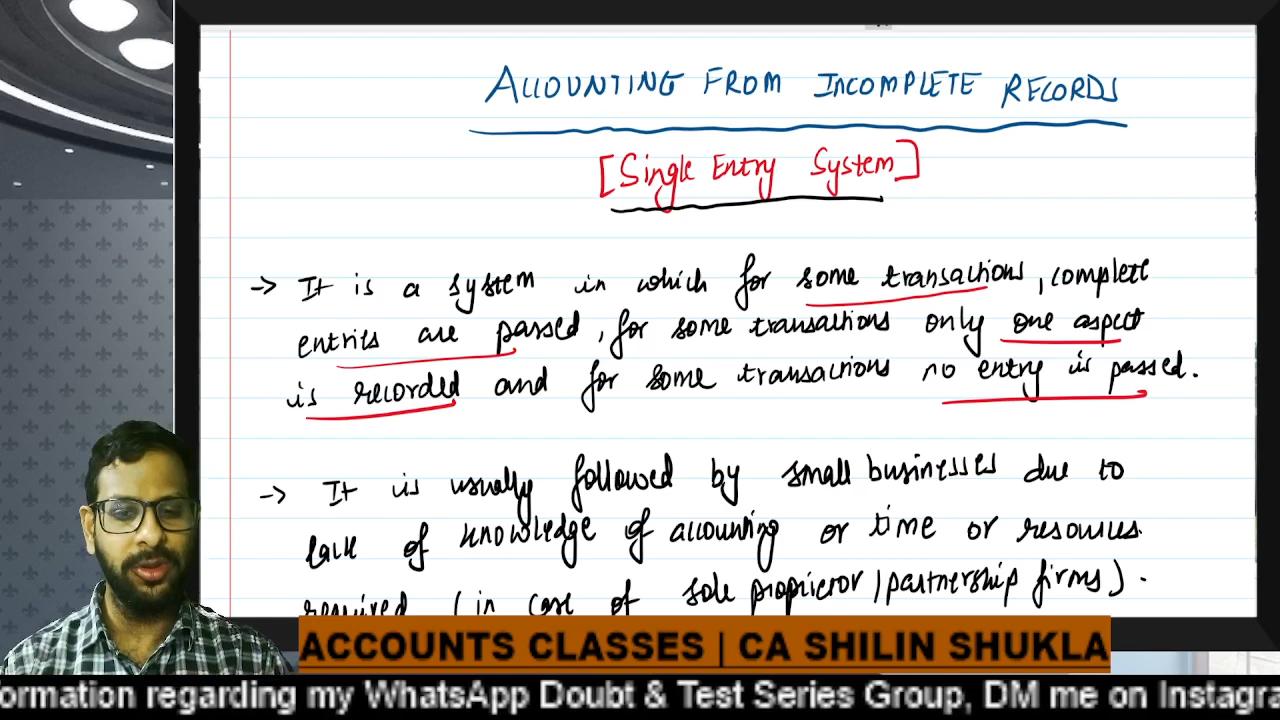 ACCOUNTING FROM INCOMPLETE RECORDS
[Single Entry System]
→ It is a system in which for some transactions, complete
entries are passed, for some transactions only one aspect
is recorded and for some transactions no entry is passed.
→ It is usually followed by small businesses due to
lack of knowledge of accounting or time or resources
required (in case of sole proprietor / partnership firms).
ACCOUNTS CLASSES | CA SHILIN SHUKLA
formation regarding my WhatsApp Doubt & Test Series Group, DM me on Instagra